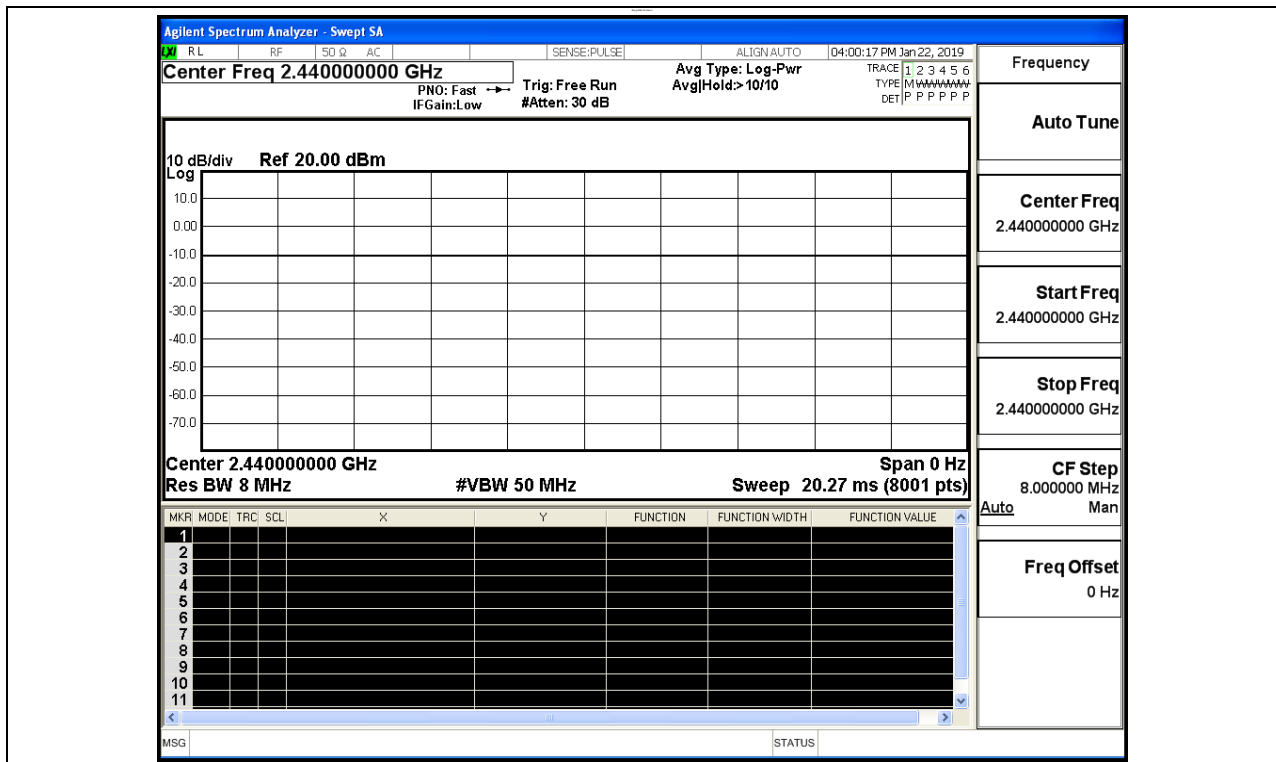 Agilent Spectrum Analyzer - Swept SA
LXI RL RF 50 Ω AC SENSE:PULSE ALIGN AUTO 04:00:17 PM Jan 22, 2019
Center Freq 2.440000000 GHz
PNO: Fast
IFGain:Low
Trig: Free Run
#Atten: 30 dB
Avg Type: Log-Pwr
Avg|Hold:> 10/10
TRACE 1 2 3 4 5 6
TYPE M W W W W W
DET P P P P P P
10 dB/div Ref 20.00 dBm
Log
10.0
0.00
-10.0
-20.0
-30.0
-40.0
-50.0
-60.0
-70.0
Center 2.440000000 GHz Span 0 Hz
Res BW 8 MHz #VBW 50 MHz Sweep 20.27 ms (8001 pts)
MKR MODE TRC SCL X Y FUNCTION FUNCTION WIDTH FUNCTION VALUE
1
2
3
4
5
6
7
8
9
10
11
MSG STATUS
Frequency
Auto Tune
Center Freq
2.440000000 GHz
Start Freq
2.440000000 GHz
Stop Freq
2.440000000 GHz
CF Step
8.000000 MHz
Auto Man
Freq Offset
0 Hz